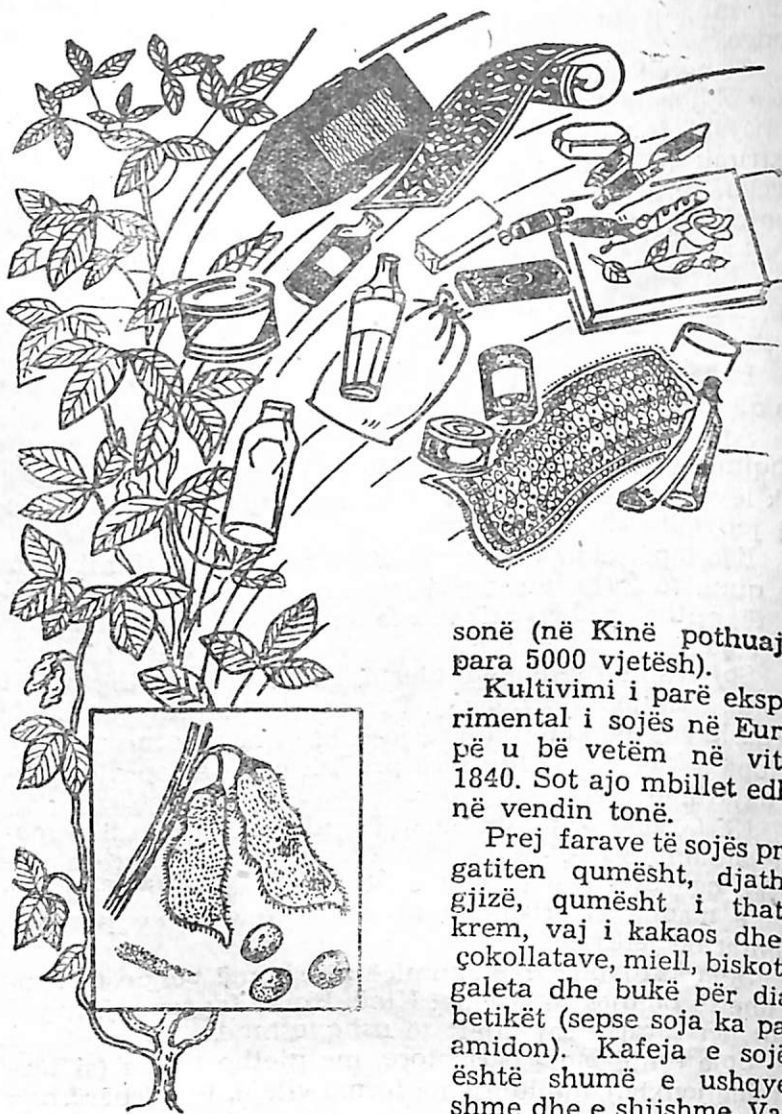 sonë (në Kinë pothuaj
para 5000 vjetësh).
Kultivimi i parë eksp
rimental i sojës në Eur
pë u bë vetëm në vit
1840. Sot ajo mbillet edh
në vendin tonë.
Prej farave të sojës pr
gatiten qumësht, djath
gjizë, qumësht i that
krem, vaj i kakaos dhe
çokollatave, miell, biskot
galeta dhe bukë për dia
betikët (sepse soja ka pa
amidon). Kafeja e sojë
është shumë e ushqye
shme dhe e shijshme. Va